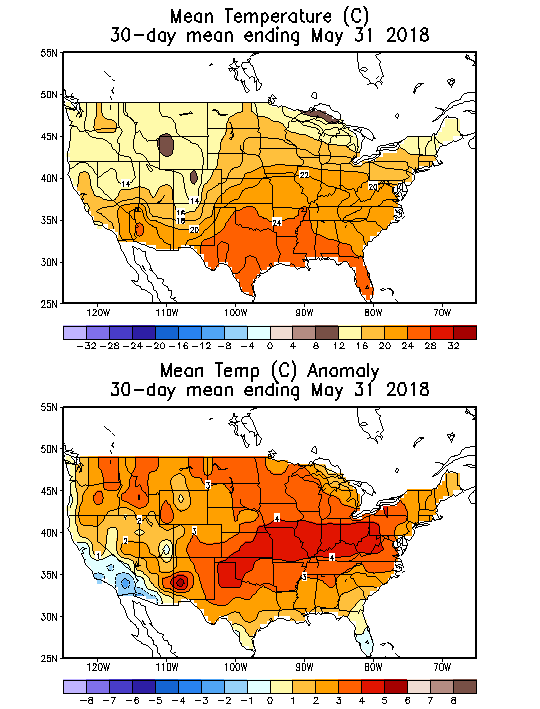 Mean Temperature (C)
30-day mean ending May 31 2018
55N
50N
45N
40N
35N
30N
25N
120W 110W 100W 90W 80W 70W
14
14
16
18
20
22
20
24
-32 -28 -24 -20 -16 -12 -8 -4 0 4 8 12 16 20 24 28 32
Mean Temp (C) Anomaly
30-day mean ending May 31 2018
55N
50N
45N
40N
35N
30N
25N
120W 110W 100W 90W 80W 70W
3
4
3
4
3
-8 -7 -6 -5 -4 -3 -2 -1 0 1 2 3 4 5 6 7 8